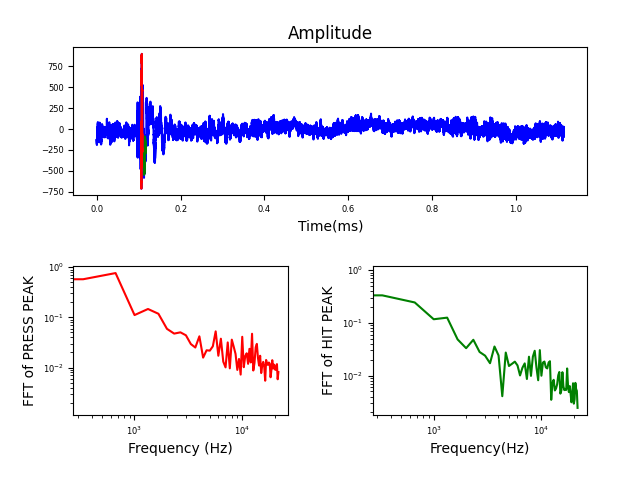 Amplitude
750
500
250
0
−250
−500
−750
0.0 0.2 0.4 0.6 0.8 1.0
Time(ms)
FFT of PRESS PEAK
10⁰
10⁻¹
10⁻²
10³ 10⁴
Frequency (Hz)
FFT of HIT PEAK
10⁰
10⁻¹
10⁻²
10³ 10⁴
Frequency(Hz)